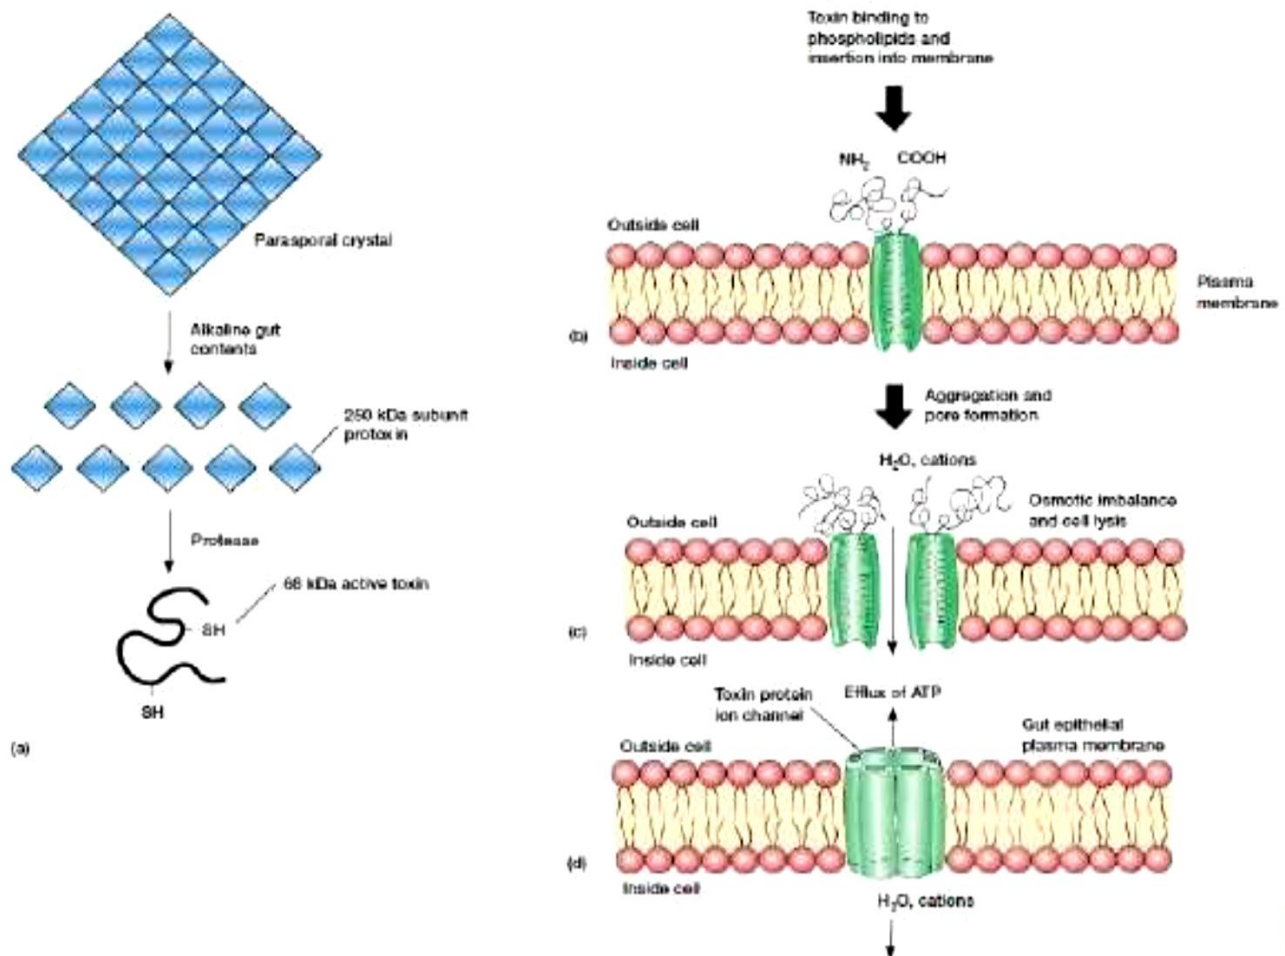 Parasporal crystal
Alkaline gut
contents
250 kDa subunit
protoxin
Protease
68 kDa active toxin
SH
SH
(a)
Toxin binding to
phospholipids and
insertion into membrane
NH₂ COOH
Outside cell
Plasma
membrane
(b)
Inside cell
Aggregation and
pore formation
H₂O, cations
Osmotic imbalance
and cell lysis
Outside cell
(c)
Inside cell
Toxin protein
ion channel
Efflux of ATP
Gut epithelial
plasma membrane
Outside cell
(d)
Inside cell
H₂O, cations